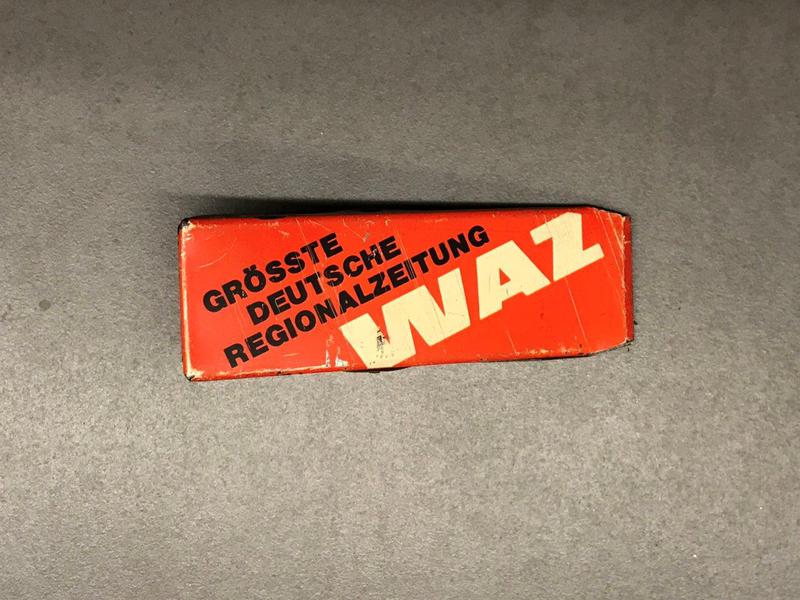 GRÖSSTE
DEUTSCHE
REGIONALZEITUNG
WAZ